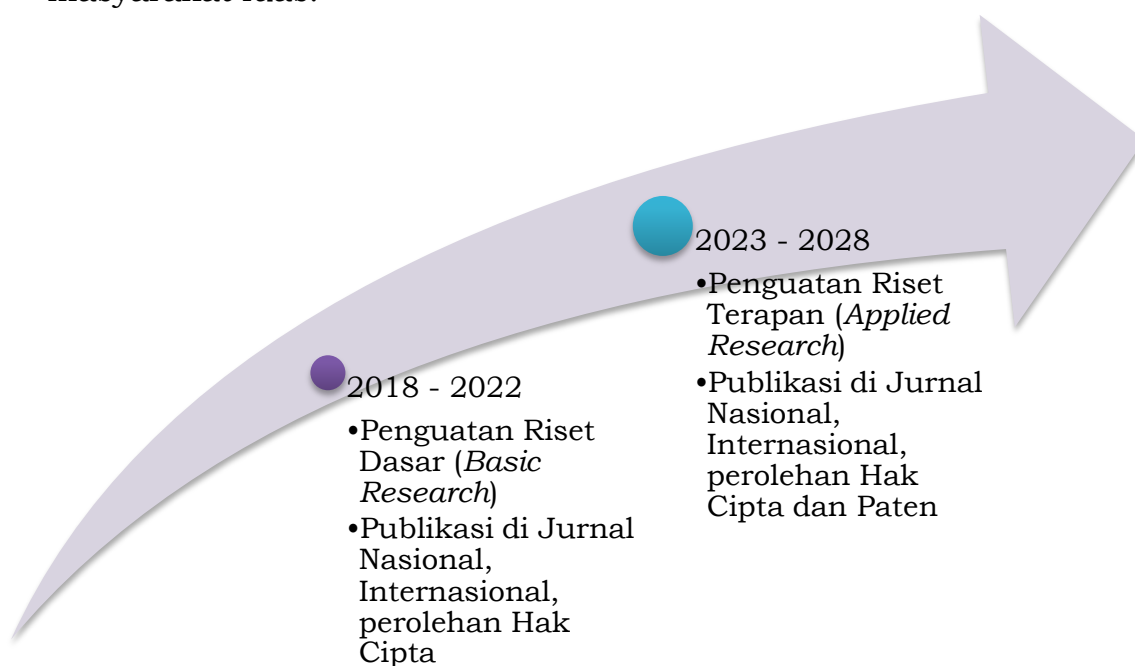 2018 - 2022
•Penguatan Riset
Dasar (Basic
Research)
•Publikasi di Jurnal
Nasional,
Internasional,
perolehan Hak
Cipta
2023 - 2028
•Penguatan Riset
Terapan (Applied
Research)
•Publikasi di Jurnal
Nasional,
Internasional,
perolehan Hak
Cipta dan Paten